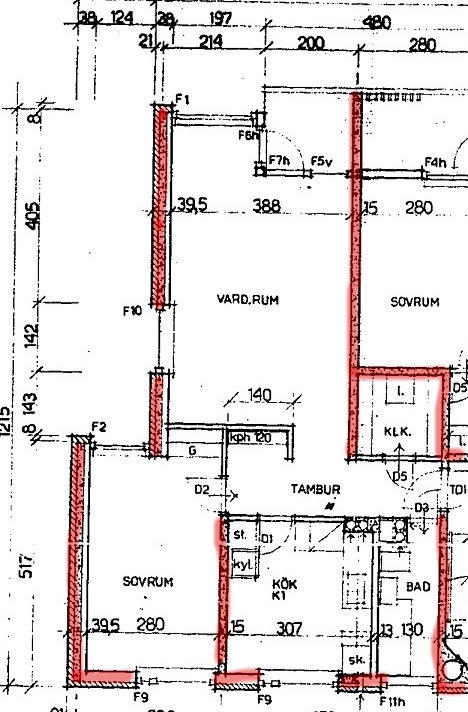 38 124 38 197 480
21 214 200 280
F1
8
F6h
F7h F5v F4h
39,5 388 15 280
405
F10 VARD.RUM SOVRUM
142
D5
140 1.
143
1215
8 F2 kph 120 KLK.
G
D5
D2 TAMBUR D3 TD1
st. D1
kyl.
517
SOVRUM KÖK BAD
K1
39,5 280 15 307 13 130 15
sk.
F9 F9 F11h